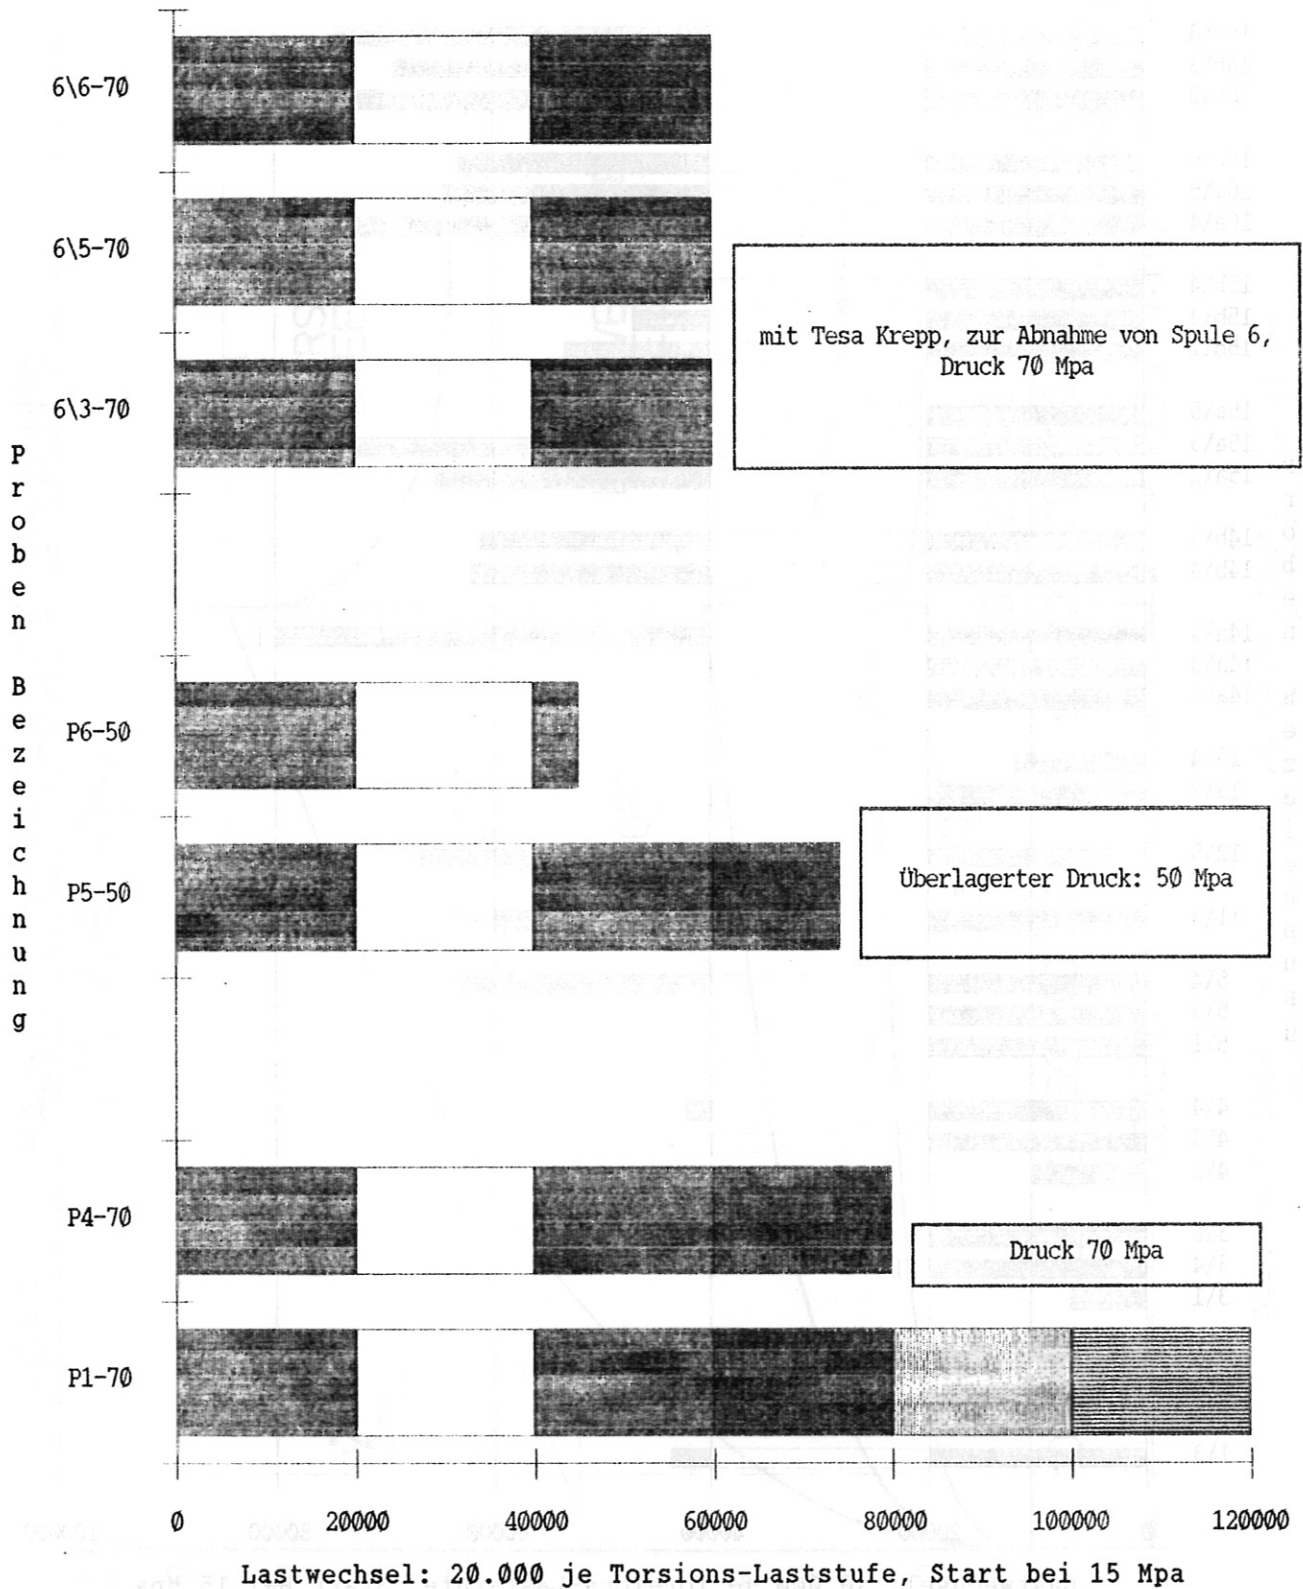 6\6-70
6\5-70
mit Tesa Krepp, zur Abnahme von Spule 6,
Druck 70 Mpa
6\3-70
Proben Bezeichnung
P6-50
P5-50
Überlagerter Druck: 50 Mpa
P4-70
Druck 70 Mpa
P1-70
0 20000 40000 60000 80000 100000 120000
Lastwechsel: 20.000 je Torsions-Laststufe, Start bei 15 Mpa